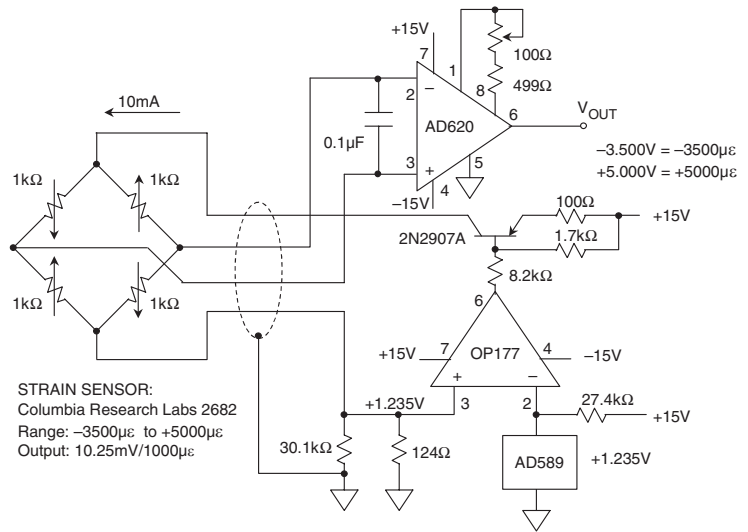 +15V
7
1
100Ω
499Ω
8
10mA
2
–
6
V_OUT
AD620
0.1µF
3
+
5
4
–15V
–3.500V = –3500µε
+5.000V = +5000µε
1kΩ
1kΩ
100Ω
+15V
2N2907A
1.7kΩ
8.2kΩ
1kΩ
1kΩ
6
7
OP177
4
+15V
–15V
+
–
STRAIN SENSOR:
Columbia Research Labs 2682
Range: –3500µε to +5000µε
Output: 10.25mV/1000µε
+1.235V
3
2
27.4kΩ
+15V
30.1kΩ
124Ω
AD589
+1.235V